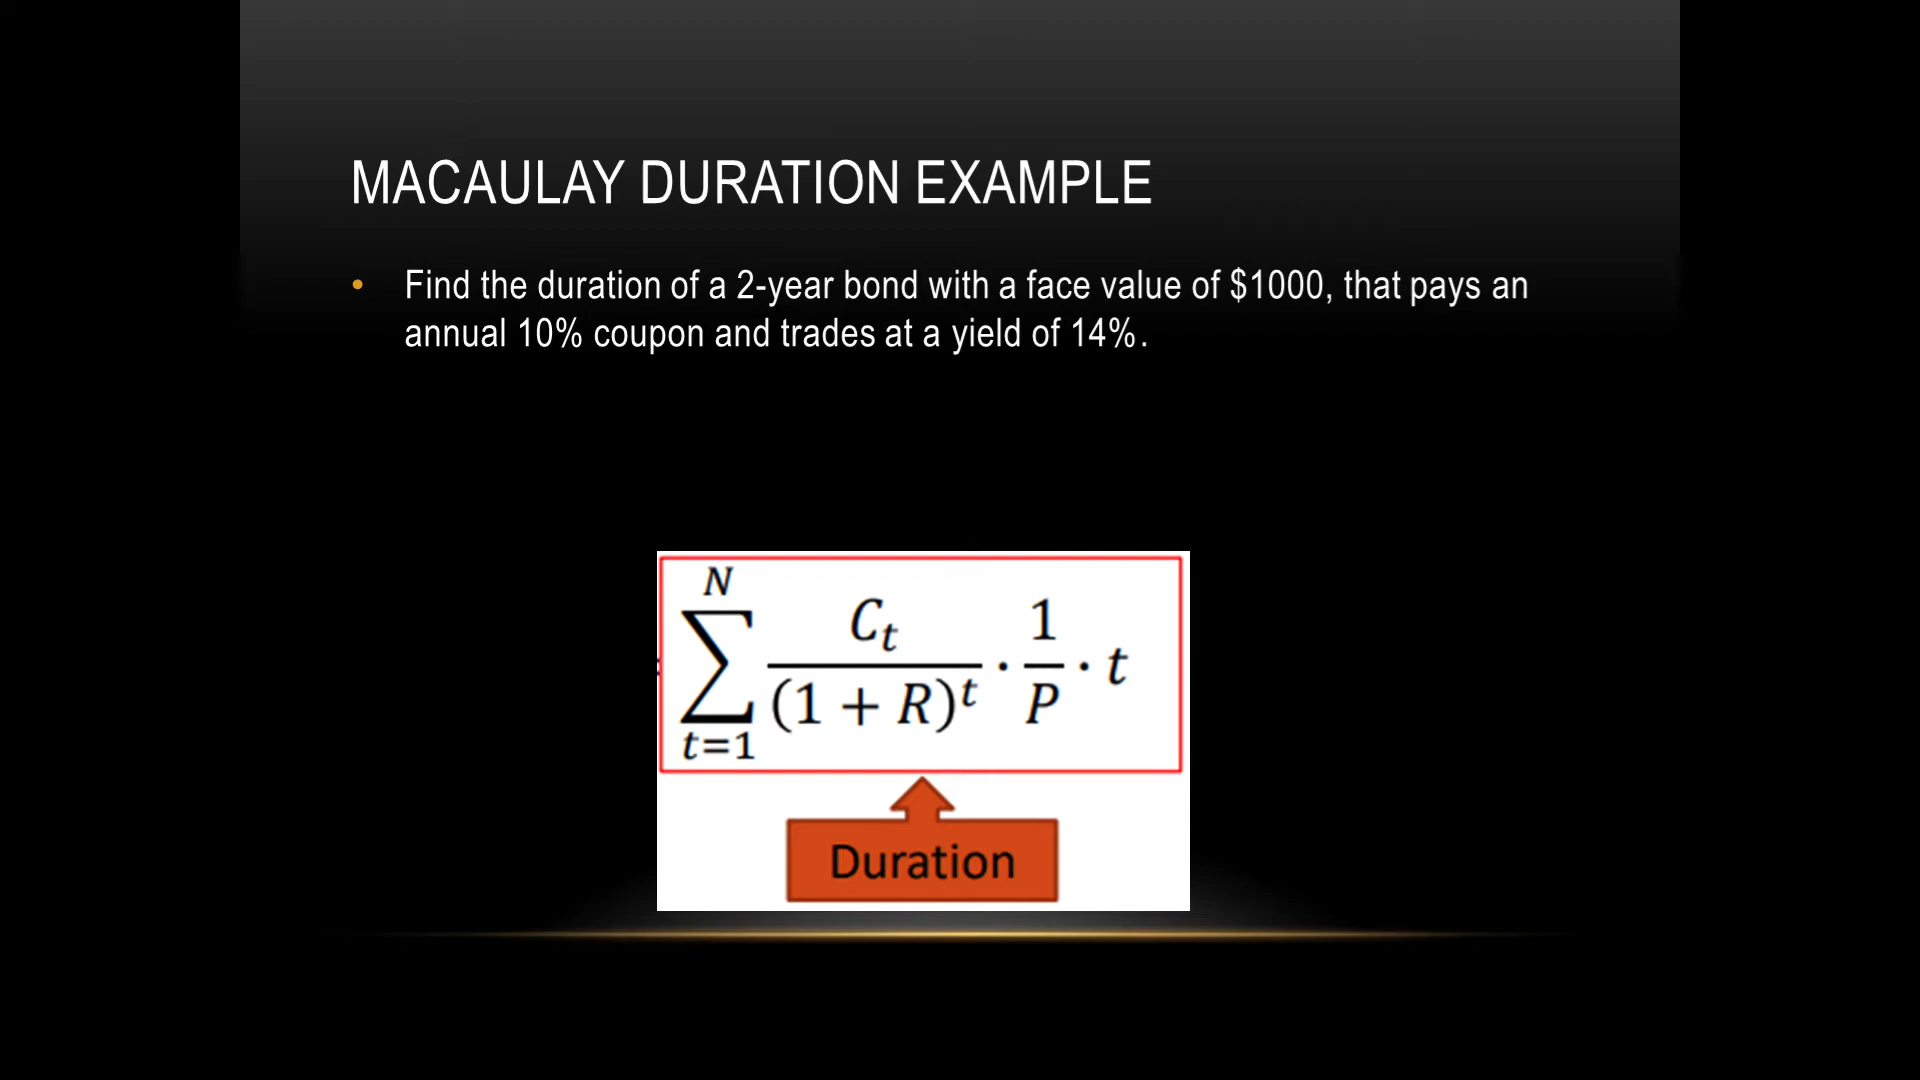 MACAULAY DURATION EXAMPLE
• Find the duration of a 2-year bond with a face value of $1000, that pays an
annual 10% coupon and trades at a yield of 14%.
N
∑ C_t / (1 + R)^t · 1/P · t
t=1
Duration